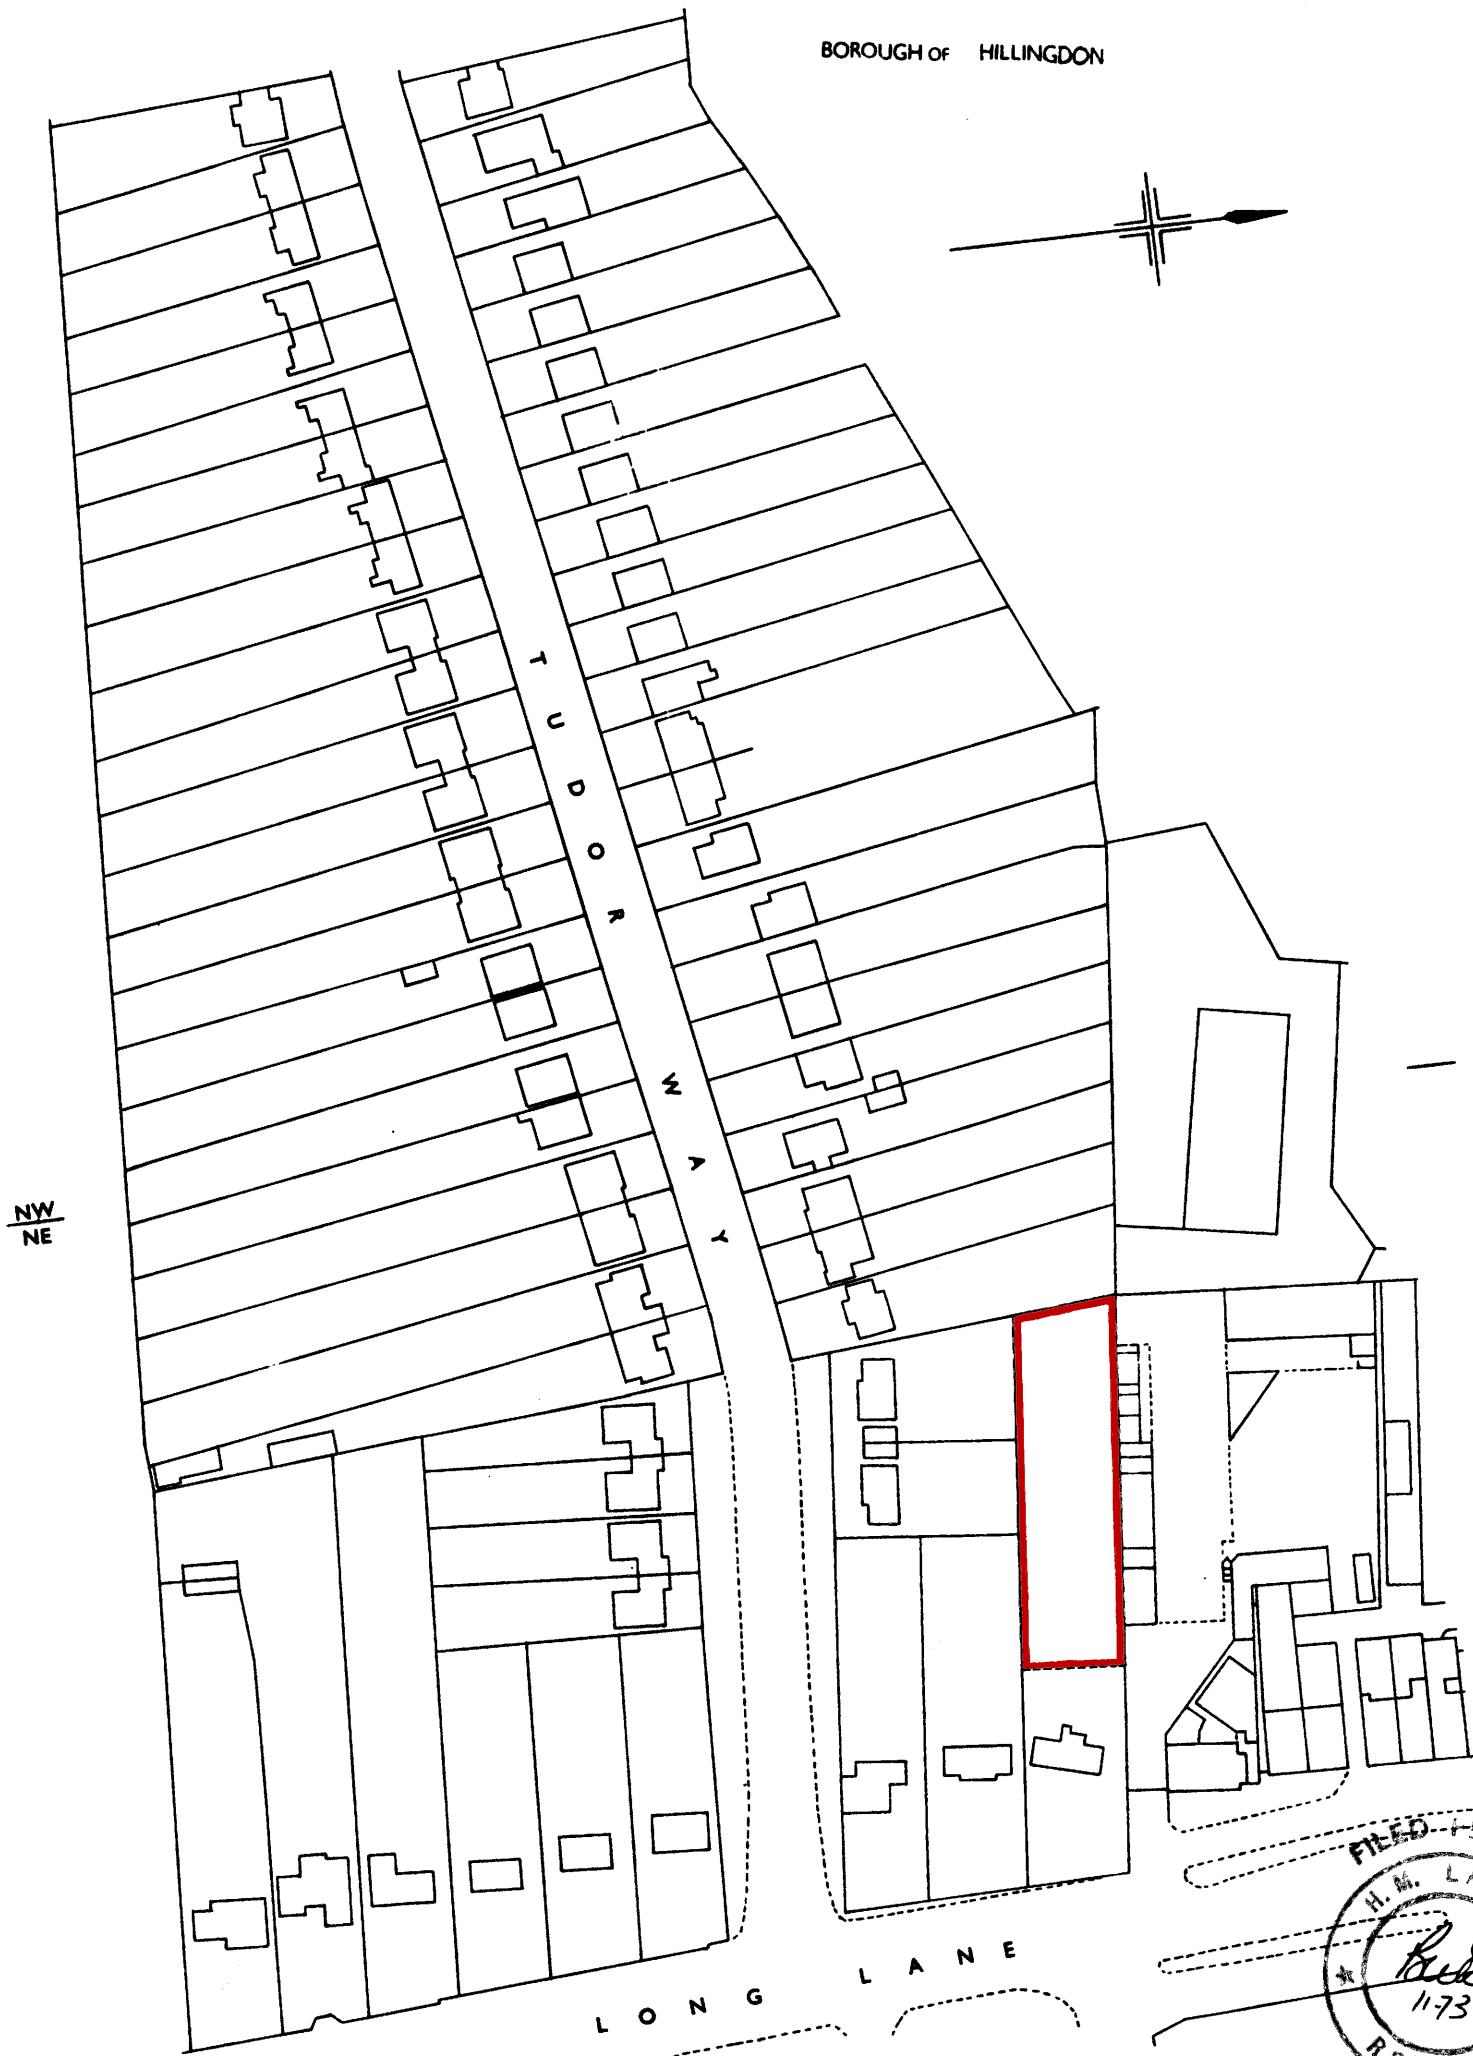 BOROUGH OF HILLINGDON
TUDOR WAY
NW
NE
LONG LANE
FILED
H.M.
11-73